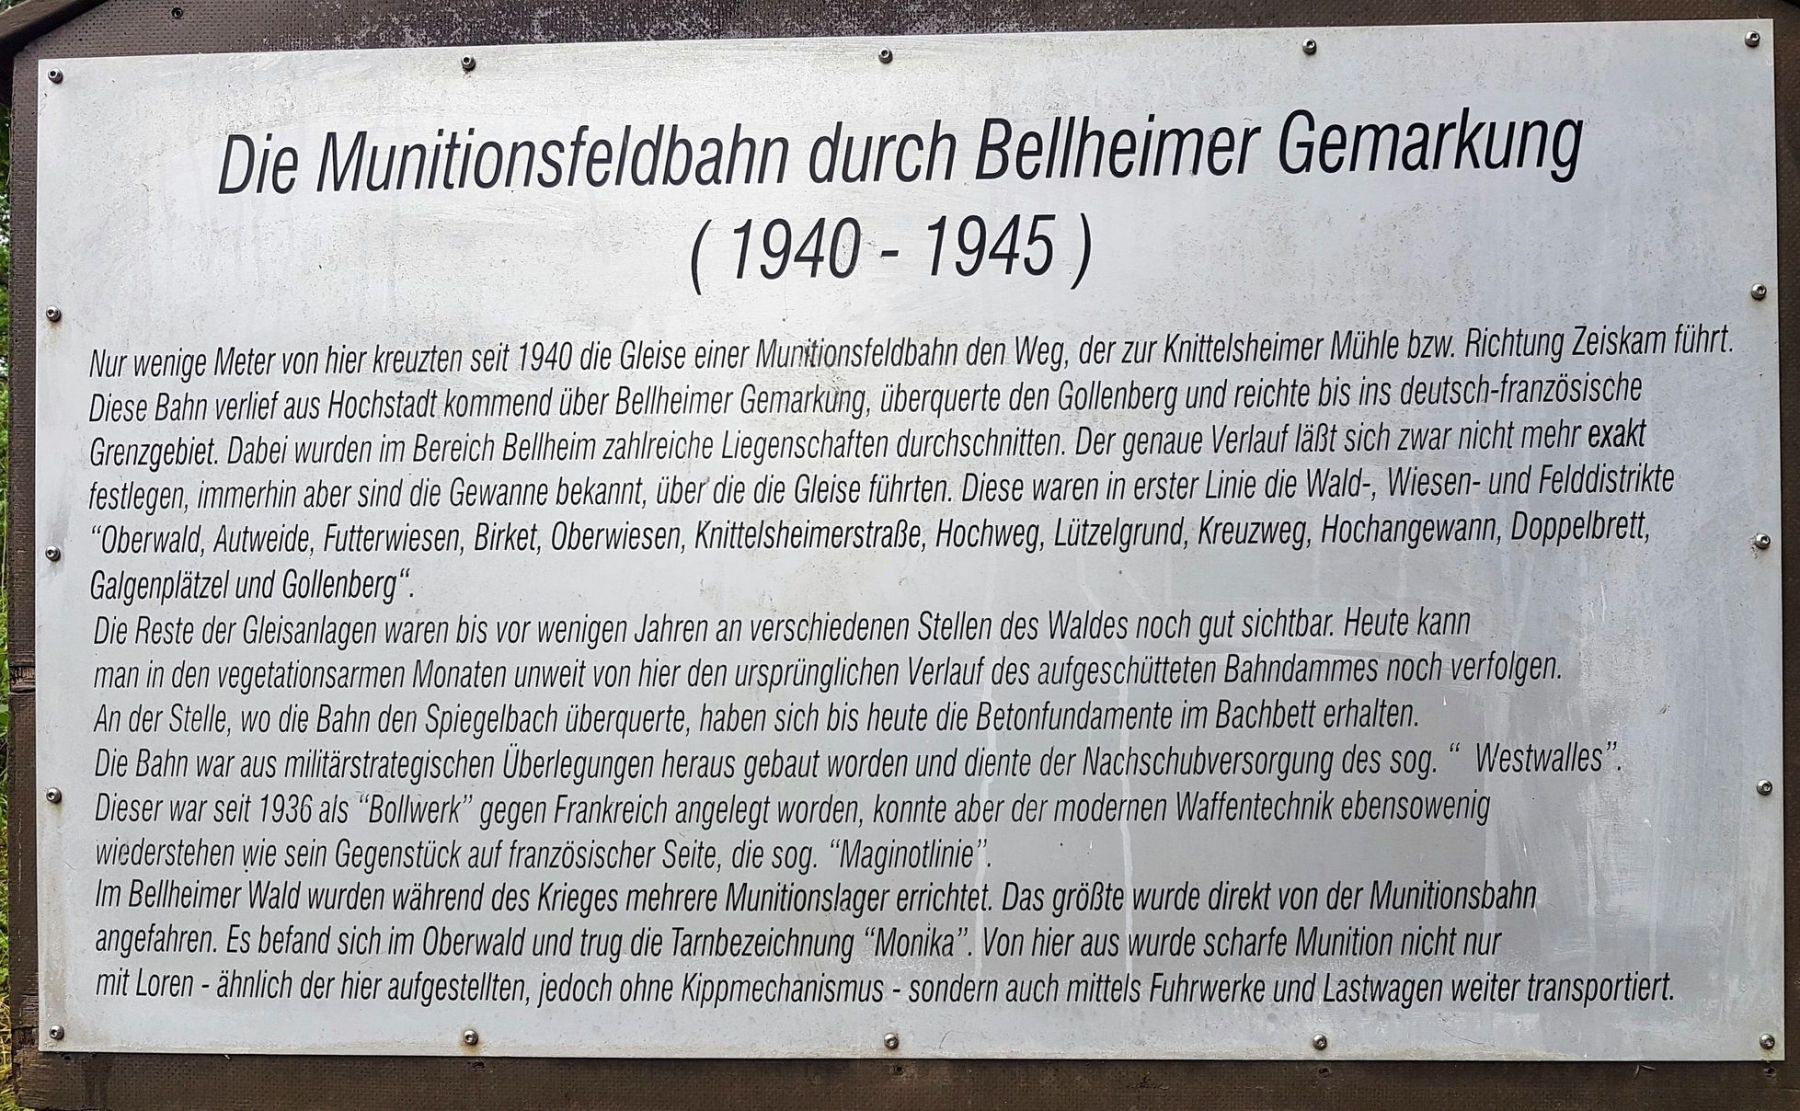 Die Munitionsfeldbahn durch Bellheimer Gemarkung
( 1940 - 1945 )
Nur wenige Meter von hier kreuzten seit 1940 die Gleise einer Munitionsfeldbahn den Weg, der zur Knittelsheimer Mühle bzw. Richtung Zeiskam führt.
Diese Bahn verlief aus Hochstadt kommend über Bellheimer Gemarkung, überquerte den Gollenberg und reichte bis ins deutsch-französische
Grenzgebiet. Dabei wurden im Bereich Bellheim zahlreiche Liegenschaften durchschnitten. Der genaue Verlauf läßt sich zwar nicht mehr exakt
festlegen, immerhin aber sind die Gewanne bekannt, über die die Gleise führten. Diese waren in erster Linie die Wald-, Wiesen- und Felddistrikte
“Oberwald, Autweide, Futterwiesen, Birket, Oberwiesen, Knittelsheimerstraße, Hochweg, Lützelgrund, Kreuzweg, Hochangewann, Doppelbrett,
Galgenplätzel und Gollenberg“.
Die Reste der Gleisanlagen waren bis vor wenigen Jahren an verschiedenen Stellen des Waldes noch gut sichtbar. Heute kann
man in den vegetationsarmen Monaten unweit von hier den ursprünglichen Verlauf des aufgeschütteten Bahndammes noch verfolgen.
An der Stelle, wo die Bahn den Spiegelbach überquerte, haben sich bis heute die Betonfundamente im Bachbett erhalten.
Die Bahn war aus militärstrategischen Überlegungen heraus gebaut worden und diente der Nachschubversorgung des sog. “ Westwalles”.
Dieser war seit 1936 als “Bollwerk” gegen Frankreich angelegt worden, konnte aber der modernen Waffentechnik ebensowenig
wiederstehen wie sein Gegenstück auf französischer Seite, die sog. “Maginotlinie”.
Im Bellheimer Wald wurden während des Krieges mehrere Munitionslager errichtet. Das größte wurde direkt von der Munitionsbahn
angefahren. Es befand sich im Oberwald und trug die Tarnbezeichnung “Monika”. Von hier aus wurde scharfe Munition nicht nur
mit Loren - ähnlich der hier aufgestellten, jedoch ohne Kippmechanismus - sondern auch mittels Fuhrwerke und Lastwagen weiter transportiert.